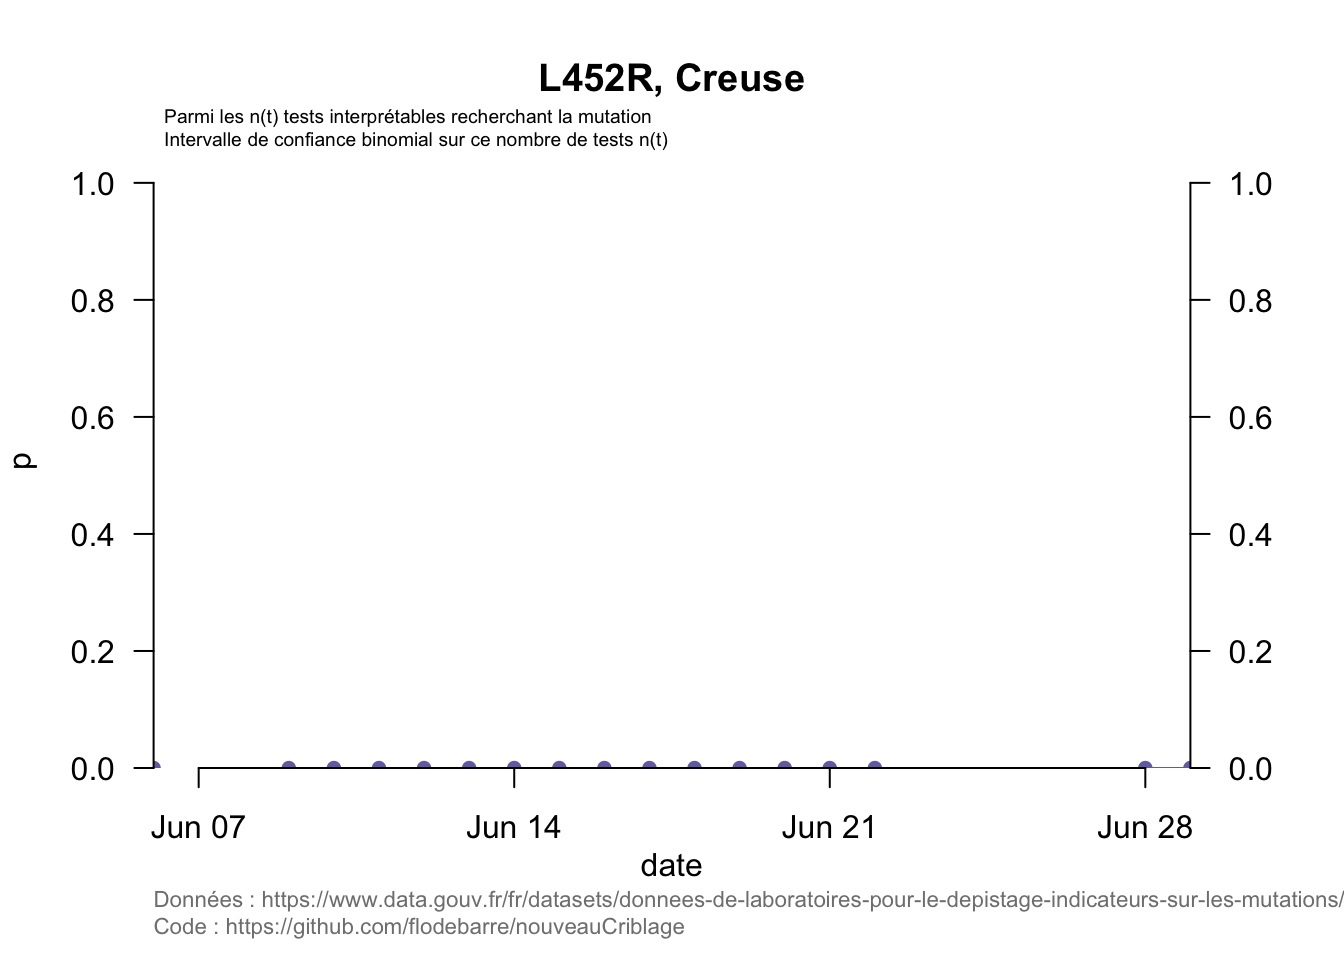 L452R, Creuse
Parmi les n(t) tests interprétables recherchant la mutation
Intervalle de confiance binomial sur ce nombre de tests n(t)
1.0 1.0
0.8 0.8
0.6 0.6
p
0.4 0.4
0.2 0.2
0.0 0.0
Jun 07 Jun 14 Jun 21 Jun 28
date
Données : https://www.data.gouv.fr/fr/datasets/donnees-de-laboratoires-pour-le-depistage-indicateurs-sur-les-mutations/
Code : https://github.com/flodebarre/nouveauCriblage